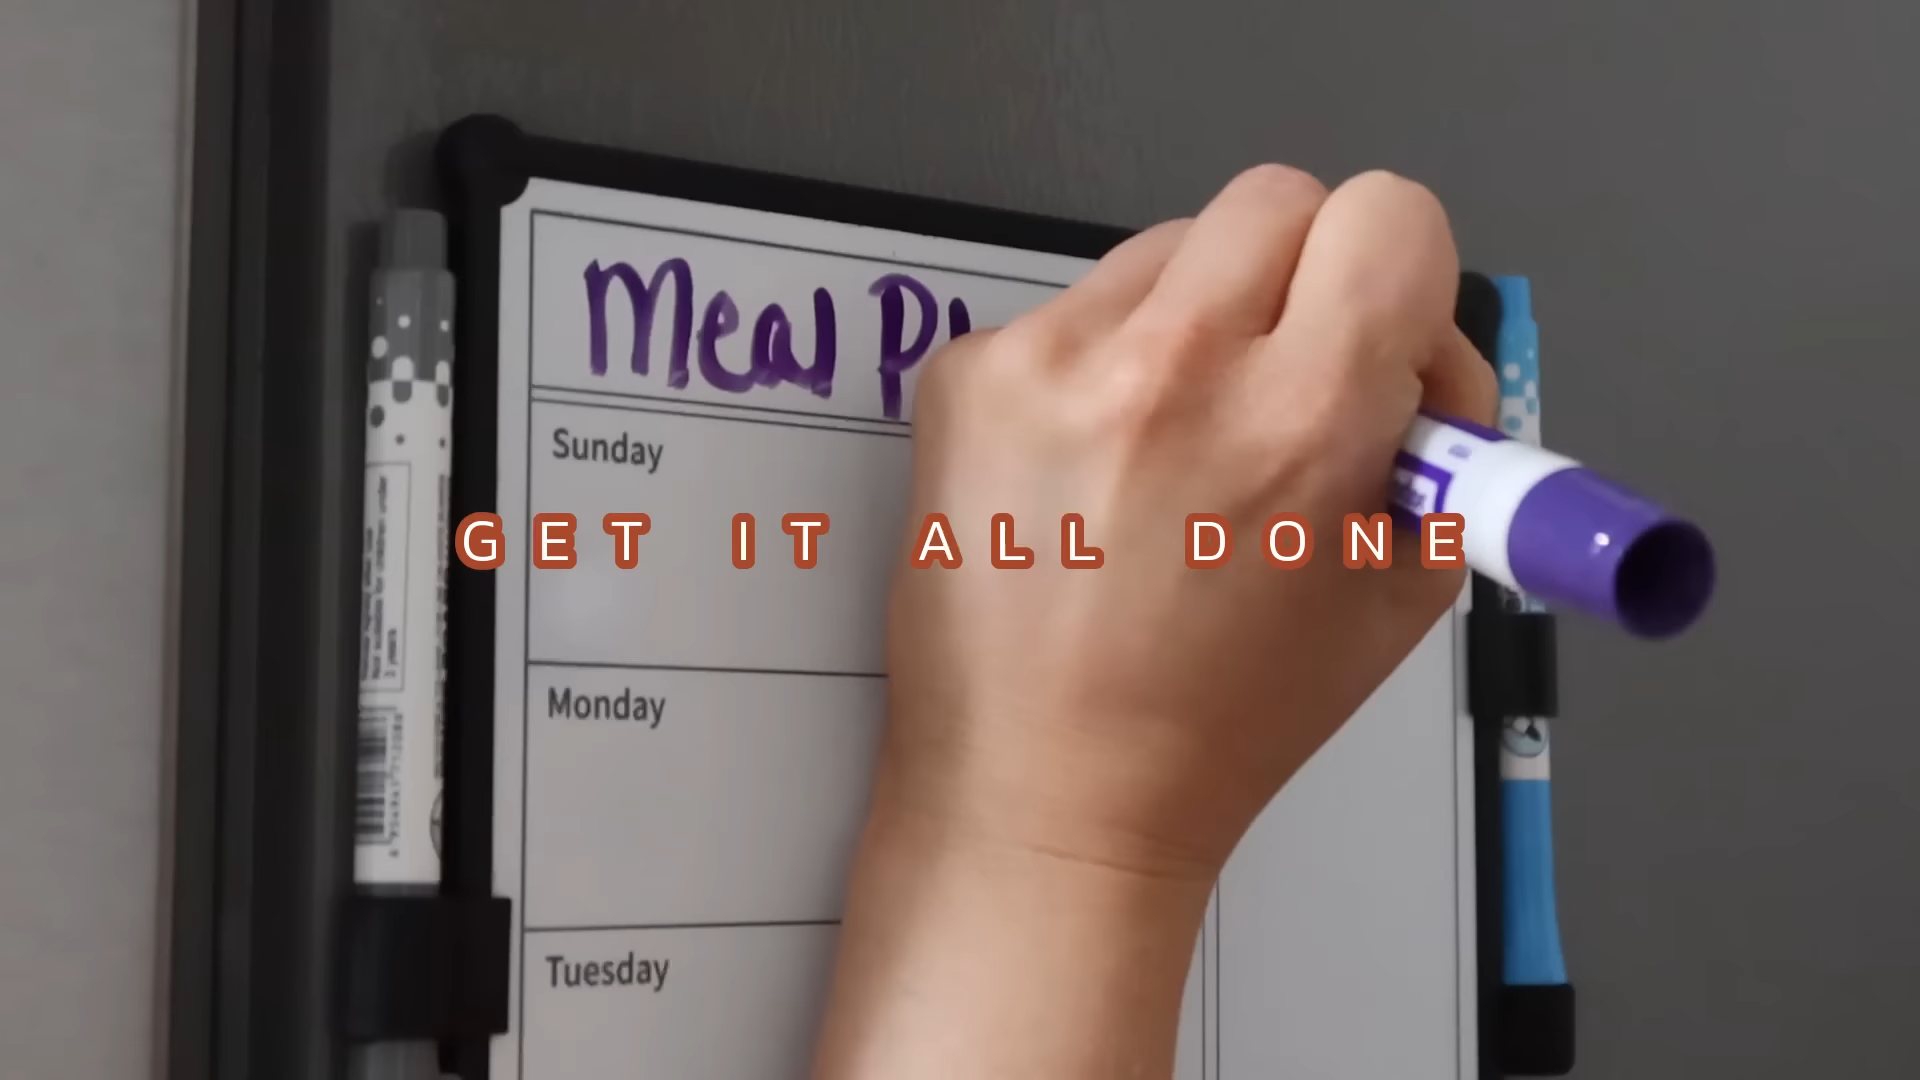 Meal Pl
Sunday
GET IT ALL DONE
Monday
Tuesday